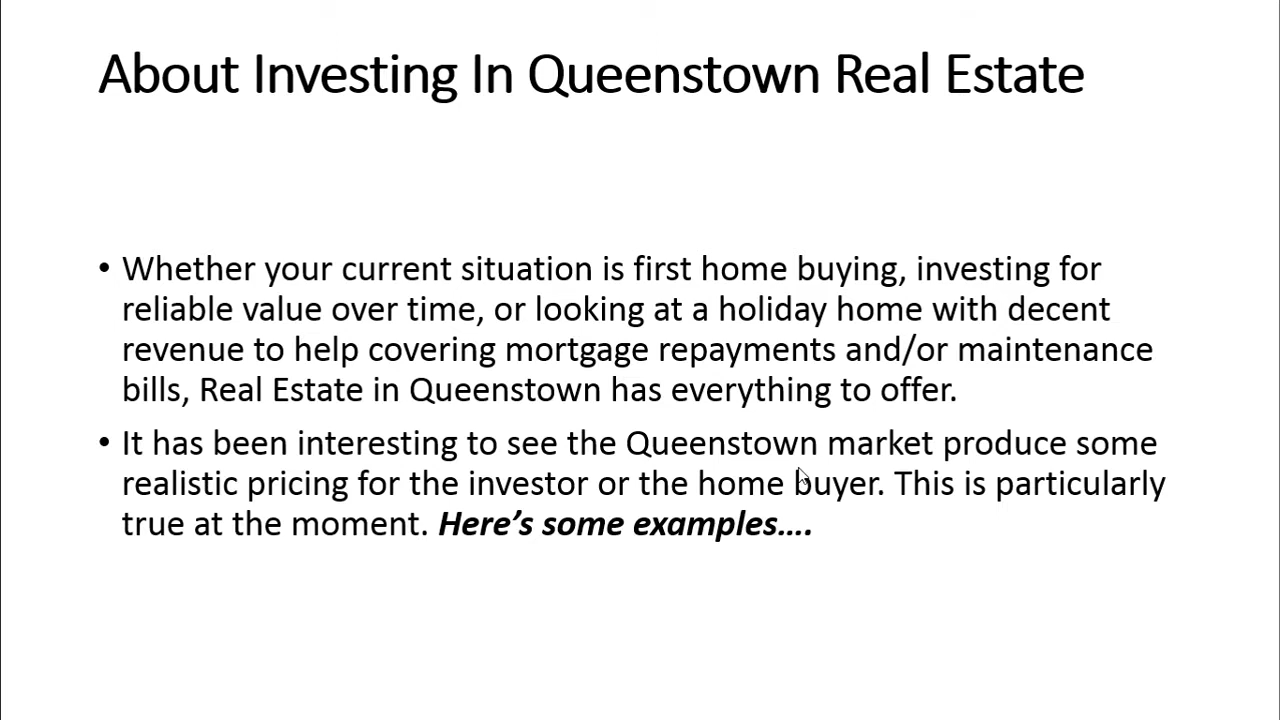 About Investing In Queenstown Real Estate
• Whether your current situation is first home buying, investing for
reliable value over time, or looking at a holiday home with decent
revenue to help covering mortgage repayments and/or maintenance
bills, Real Estate in Queenstown has everything to offer.
• It has been interesting to see the Queenstown market produce some
realistic pricing for the investor or the home buyer. This is particularly
true at the moment. Here’s some examples….